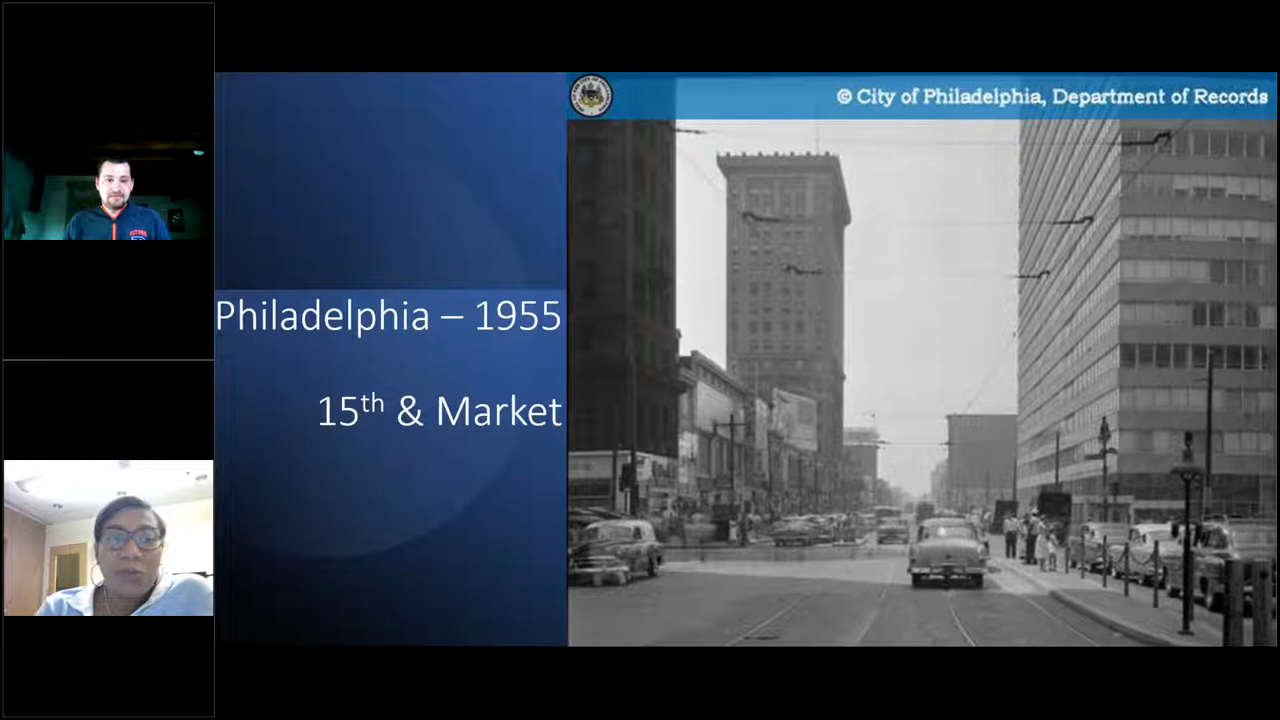 © City of Philadelphia, Department of Records
Philadelphia – 1955
15th & Market